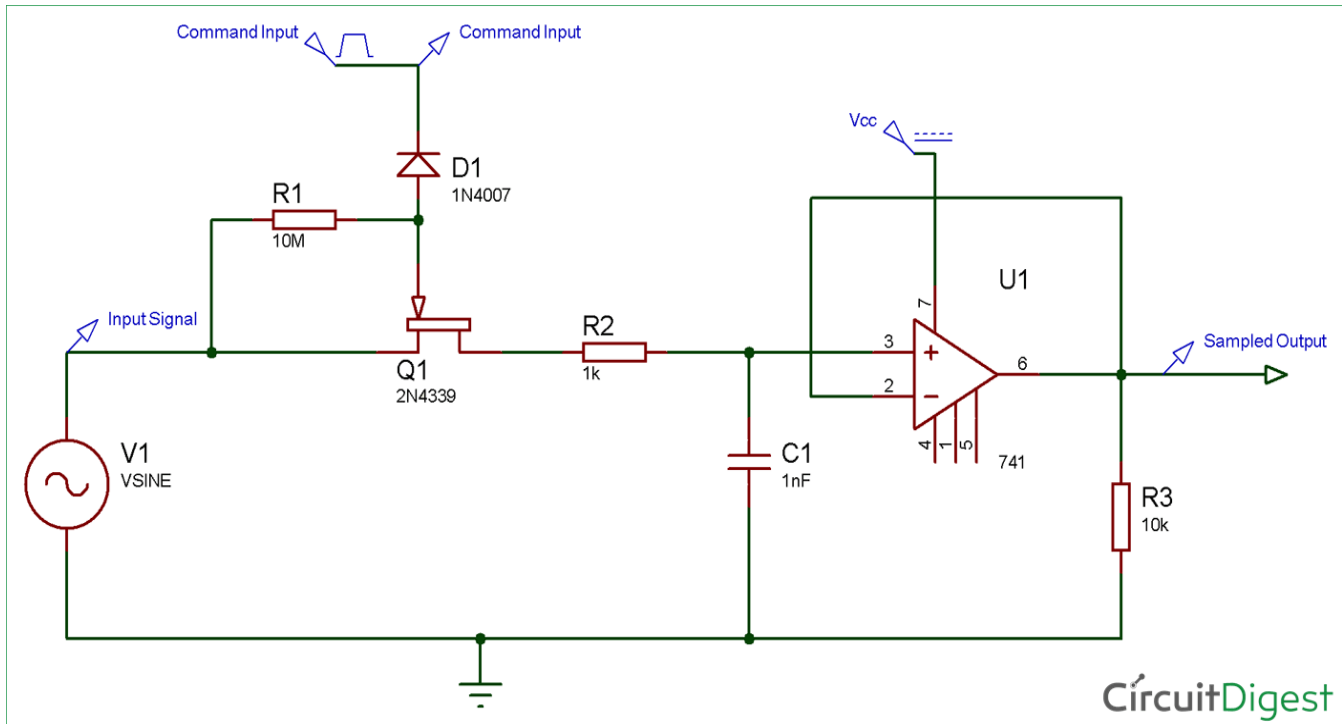 Command Input
Command Input
Vcc
D1
1N4007
R1
10M
U1
7
Input Signal
R2
1k
3
6
Sampled Output
Q1
2N4339
2
4
1
5
741
V1
VSINE
C1
1nF
R3
10k
CircuitDigest